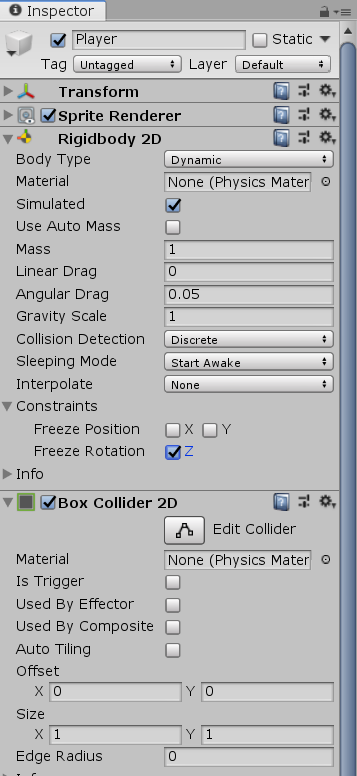 Inspector
Player Static
Tag Untagged Layer Default
Transform
Sprite Renderer
Rigidbody 2D
Body Type Dynamic
Material None (Physics Mater
Simulated
Use Auto Mass
Mass 1
Linear Drag 0
Angular Drag 0.05
Gravity Scale 1
Collision Detection Discrete
Sleeping Mode Start Awake
Interpolate None
Constraints
Freeze Position X Y
Freeze Rotation Z
Info
Box Collider 2D
Edit Collider
Material None (Physics Mater
Is Trigger
Used By Effector
Used By Composite
Auto Tiling
Offset
X 0 Y 0
Size
X 1 Y 1
Edge Radius 0
Info